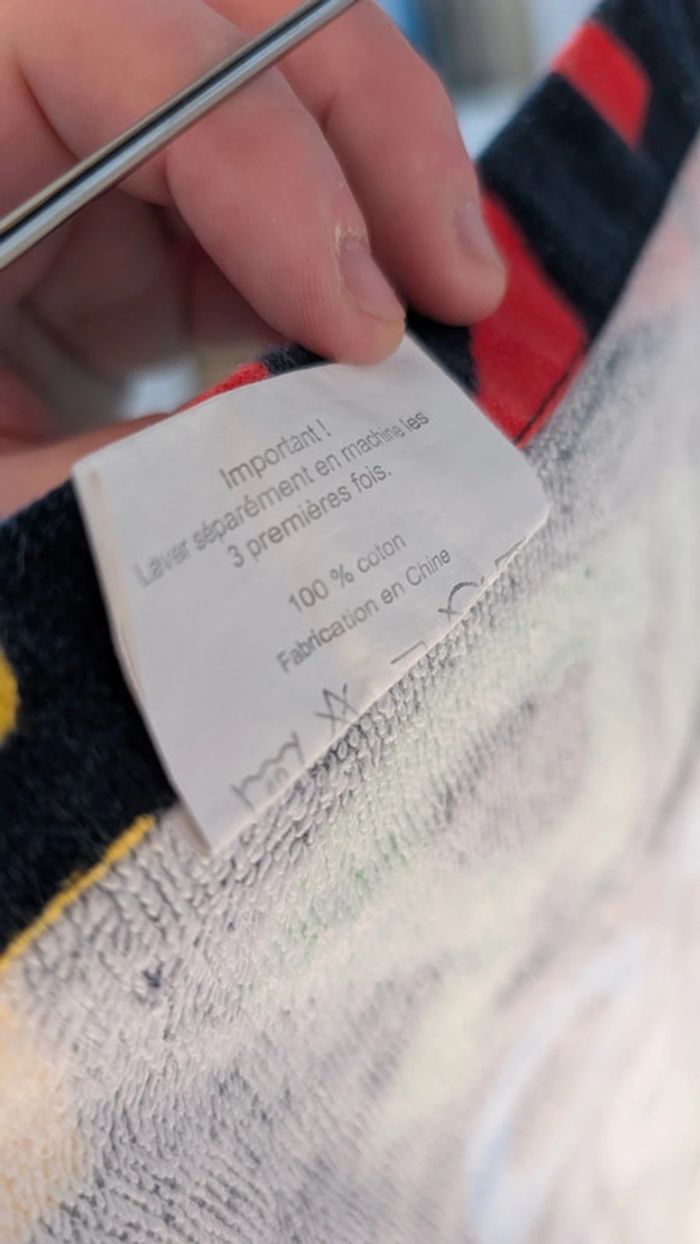 Important !
Laver séparément en machine les
3 premières fois.
100 % coton
Fabrication en Chine